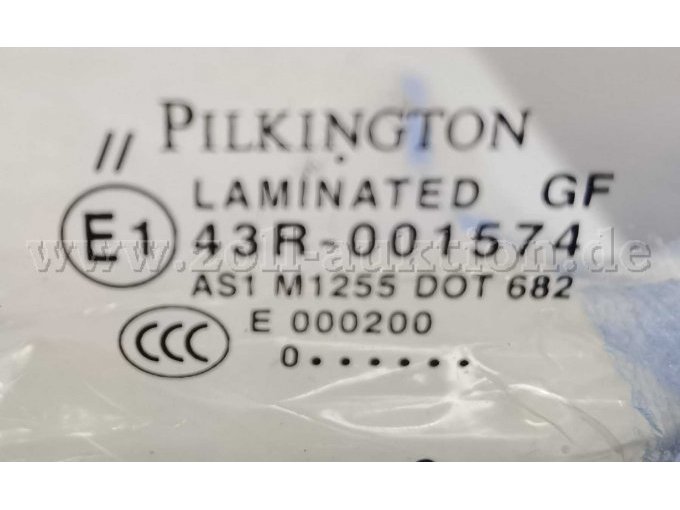 PILKINGTON
//
LAMINATED GF
E1
43R-001574
AS1 M1255 DOT 682
CCC
E 000200
0••••••
www.zoll-auktion.de